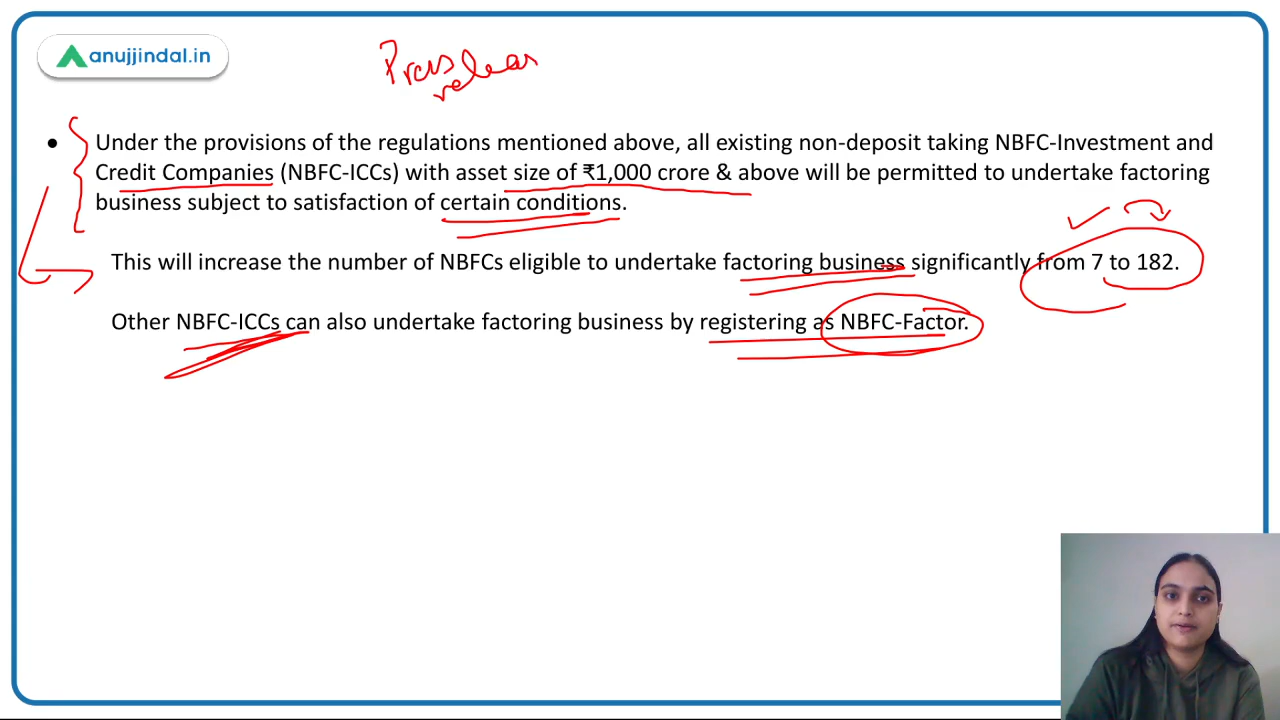 anujjindal.in
Press
release
Under the provisions of the regulations mentioned above, all existing non-deposit taking NBFC-Investment and
Credit Companies (NBFC-ICCs) with asset size of ₹1,000 crore & above will be permitted to undertake factoring
business subject to satisfaction of certain conditions.
This will increase the number of NBFCs eligible to undertake factoring business significantly from 7 to 182.
Other NBFC-ICCs can also undertake factoring business by registering as NBFC-Factor.